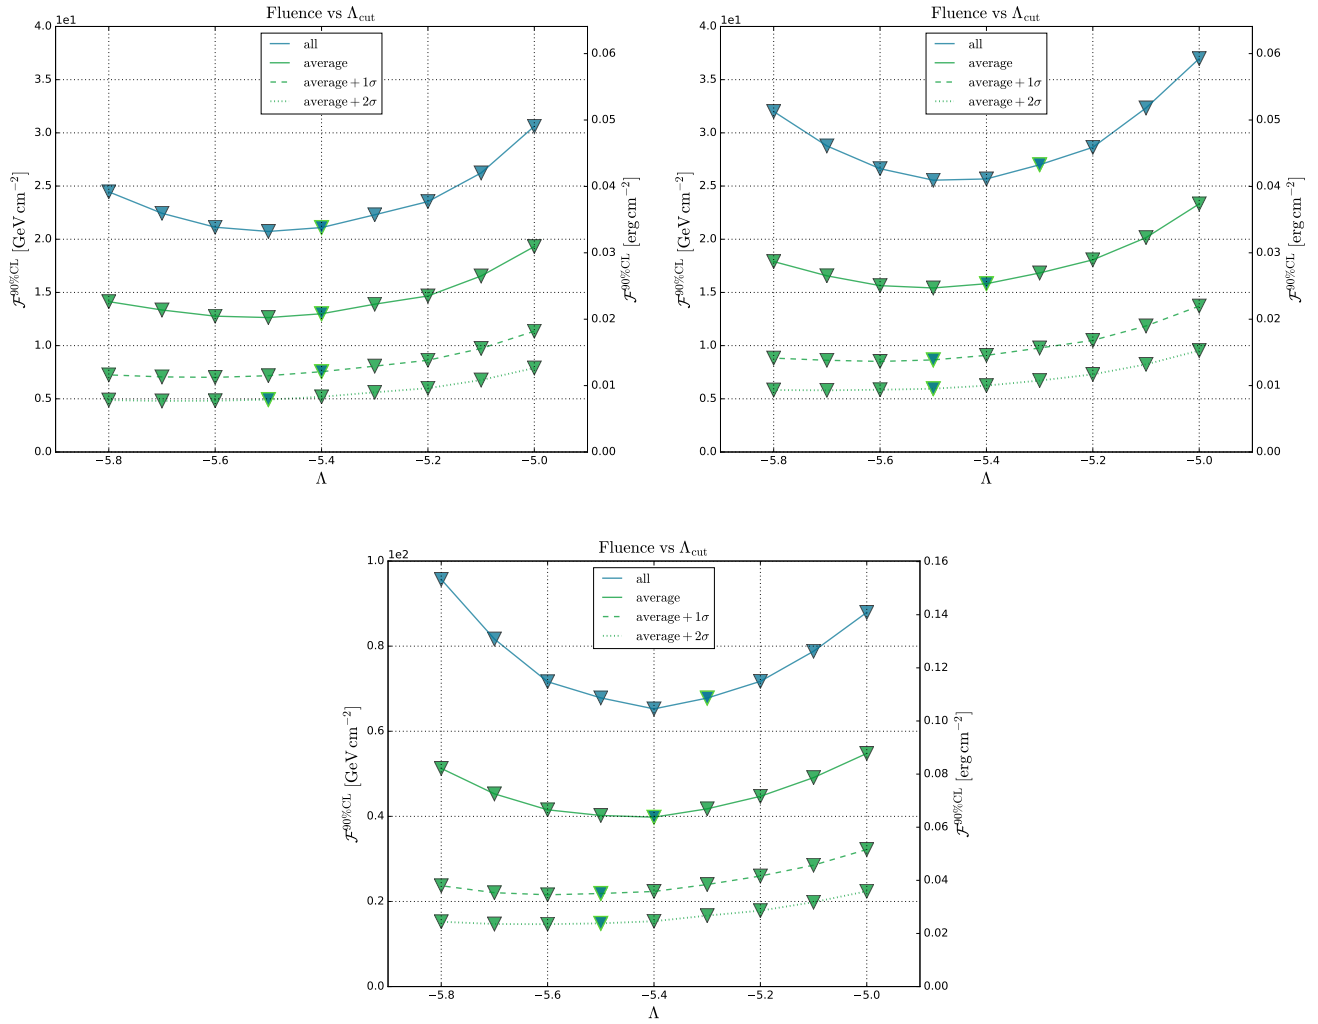 Fluence vs Λcut
1e1
all
average
average + 1σ
average + 2σ
4.0
3.5
3.0
2.5
2.0
1.5
1.0
0.5
0.0
0.06
0.05
0.04
0.03
0.02
0.01
0.00
ℱ^90%CL [GeV cm^−2]
ℱ^90%CL [erg cm^−2]
−5.8 −5.6 −5.4 −5.2 −5.0
Λ
Fluence vs Λcut
1e1
all
average
average + 1σ
average + 2σ
4.0
3.5
3.0
2.5
2.0
1.5
1.0
0.5
0.0
0.06
0.05
0.04
0.03
0.02
0.01
0.00
ℱ^90%CL [GeV cm^−2]
ℱ^90%CL [erg cm^−2]
−5.8 −5.6 −5.4 −5.2 −5.0
Λ
Fluence vs Λcut
1e2
all
average
average + 1σ
average + 2σ
1.0
0.8
0.6
0.4
0.2
0.0
0.16
0.14
0.12
0.10
0.08
0.06
0.04
0.02
0.00
ℱ^90%CL [GeV cm^−2]
ℱ^90%CL [erg cm^−2]
−5.8 −5.6 −5.4 −5.2 −5.0
Λ